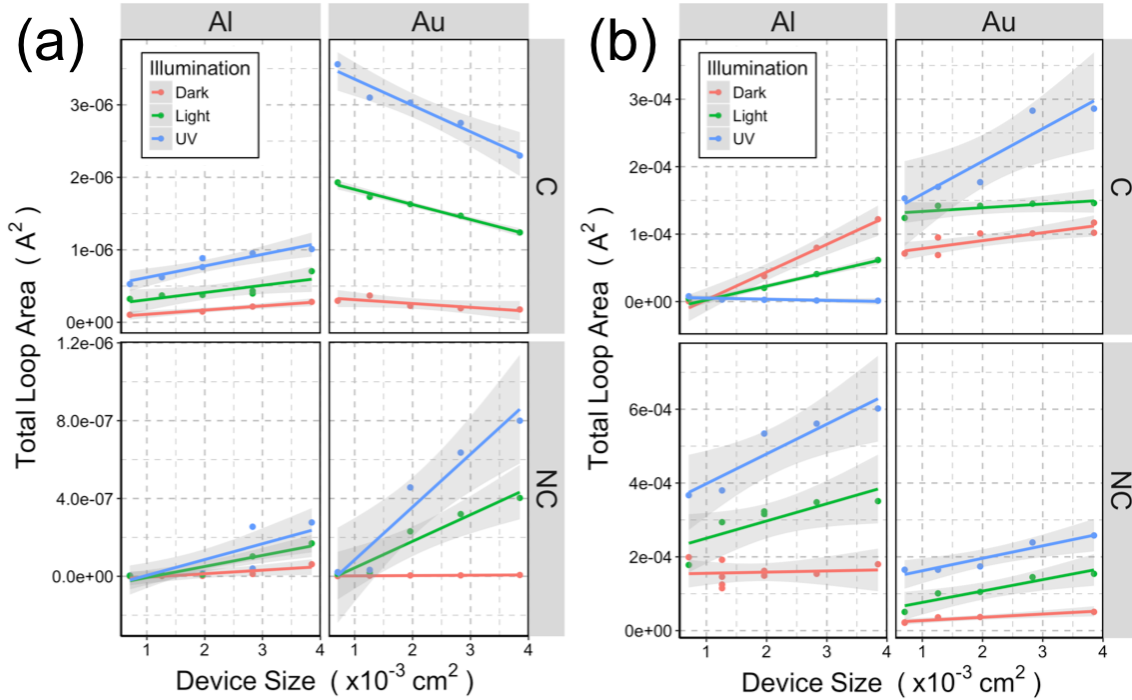 (a)
Al
Au
Illumination
Dark
Light
UV
3e-06
2e-06
1e-06
0e+00
C
1.2e-06
8.0e-07
4.0e-07
0.0e+00
NC
Total Loop Area ( A²)
1 2 3 4 1 2 3 4
Device Size ( x10⁻³ cm²)
(b)
Al
Au
Illumination
Dark
Light
UV
3e-04
2e-04
1e-04
0e+00
C
6e-04
4e-04
2e-04
0e+00
NC
Total Loop Area ( A²)
1 2 3 4 1 2 3 4
Device Size ( x10⁻³ cm²)